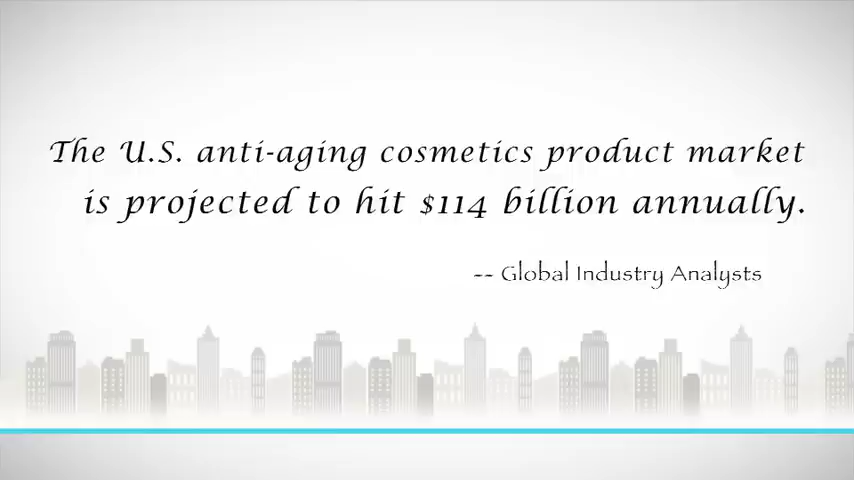 The U.S. anti-aging cosmetics product market
is projected to hit $114 billion annually.
-- Global Industry Analysts